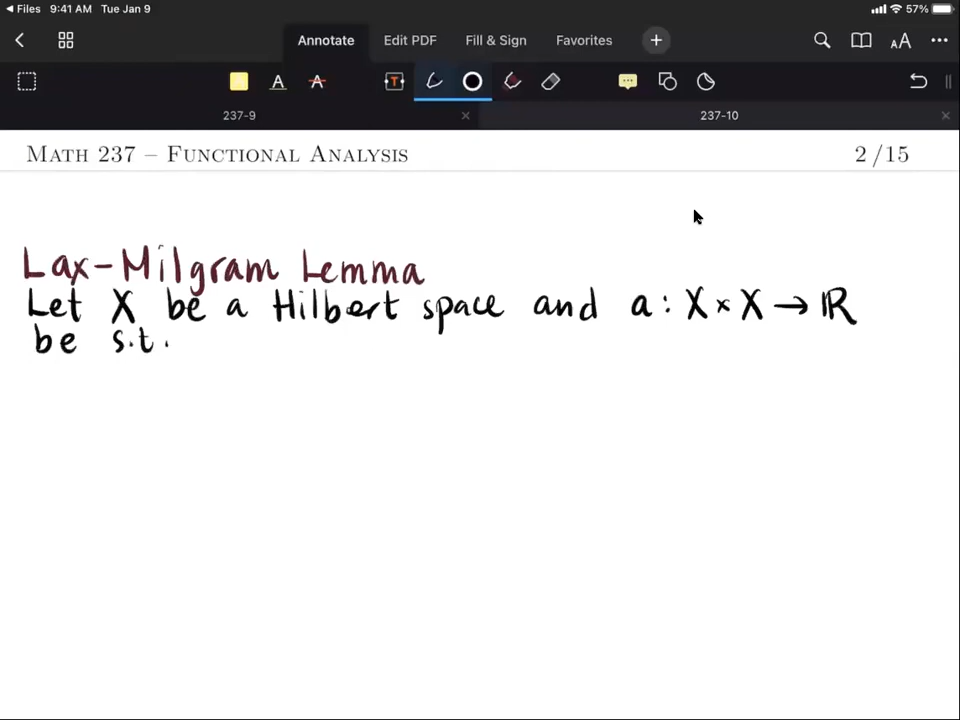 Files 9:41 AM Tue Jan 9 57%
Annotate Edit PDF Fill & Sign Favorites AA
A A T
237-9 237-10
MATH 237 – FUNCTIONAL ANALYSIS 2 /15
Lax-Milgram Lemma
Let X be a Hilbert space and a: X × X → ℝ
be s.t.